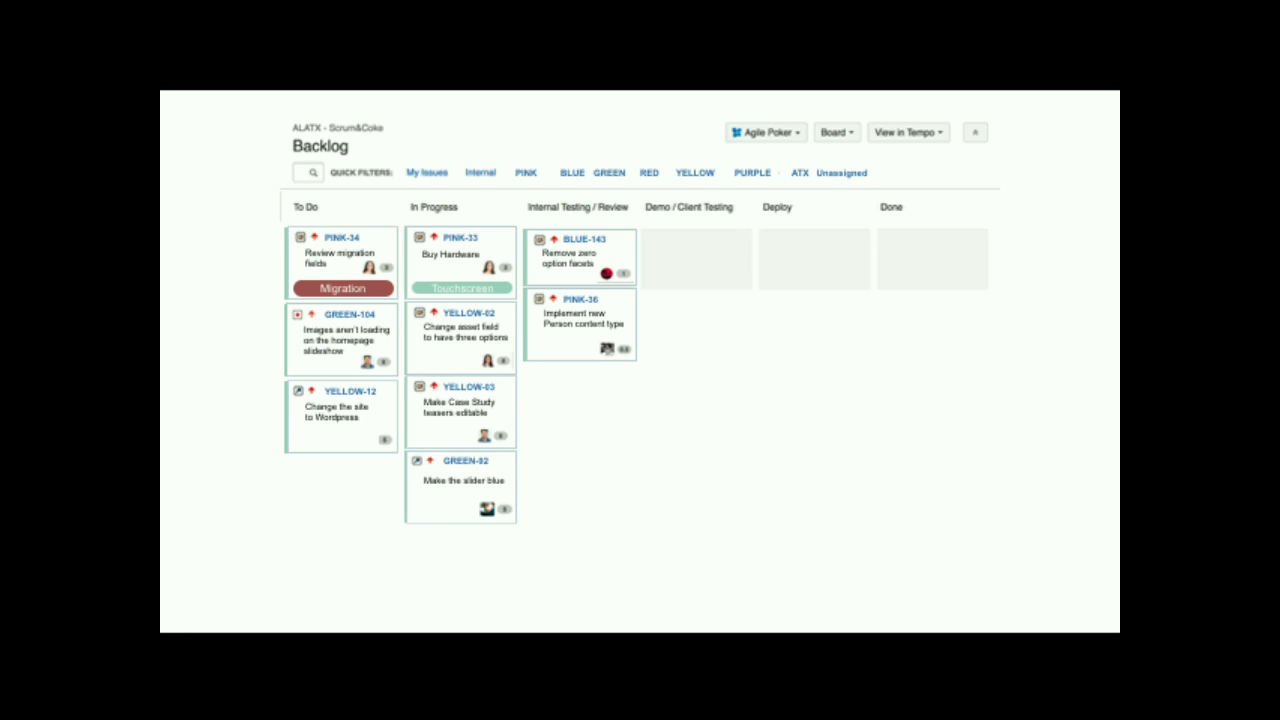 ALATX - Scrum&Coke
Backlog
Agile Poker
Board
View in Tempo
QUICK FILTERS: My Issues Internal PINK BLUE GREEN RED YELLOW PURPLE ATX Unassigned
To Do
In Progress
Internal Testing / Review
Demo / Client Testing
Deploy
Done
PINK-34
Review migration
fields
Migration
GREEN-104
Images aren't loading
on the homepage
slideshow
YELLOW-12
Change the site
to Wordpress
PINK-33
Buy Hardware
Touchscreen
YELLOW-02
Change asset field
to have three options
YELLOW-03
Make Case Study
teasers editable
GREEN-92
Make the slider blue
BLUE-143
Remove zero
option facets
PINK-36
Implement new
Person content type